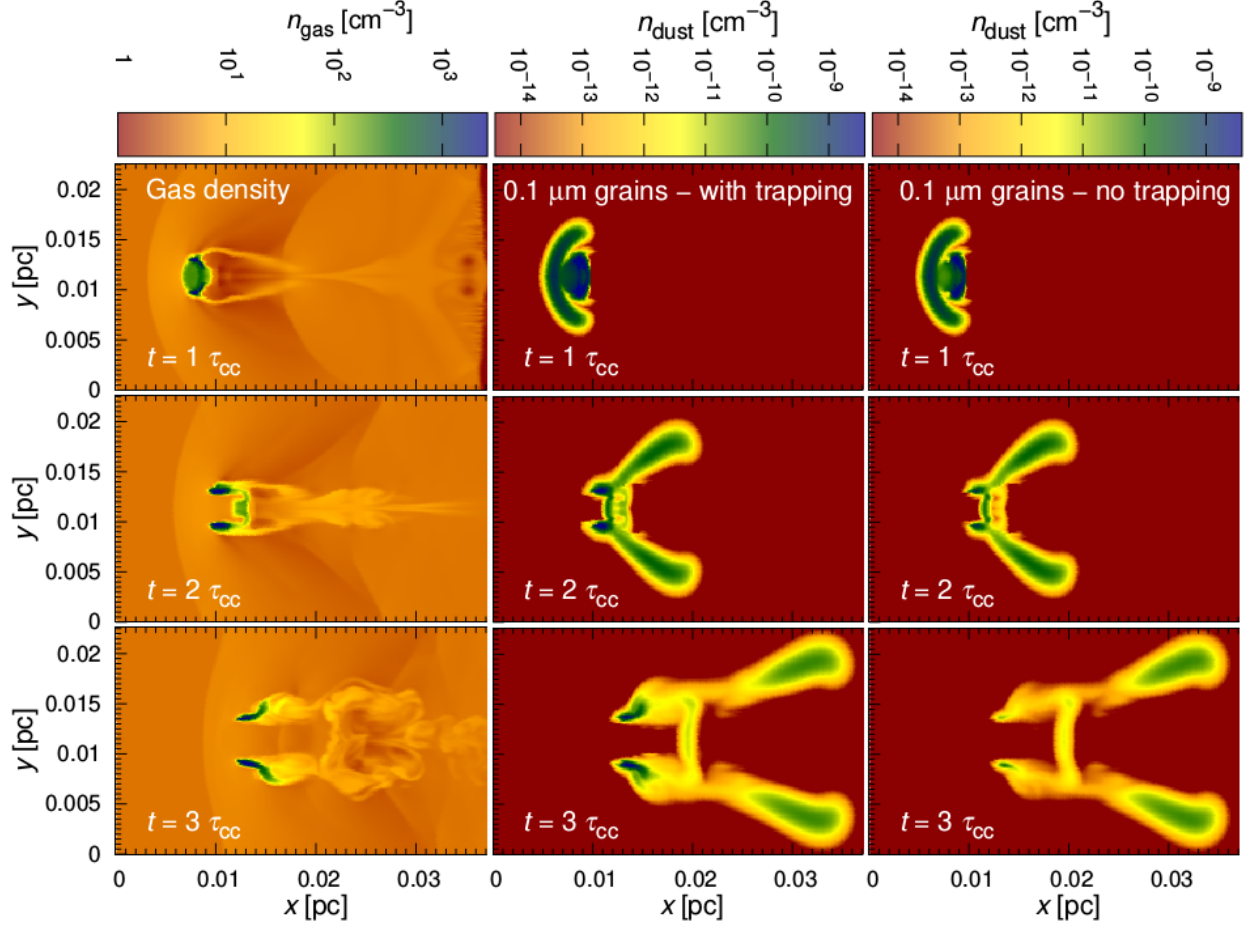 n_gas [cm⁻³] n_dust [cm⁻³] n_dust [cm⁻³]
1 10¹ 10² 10³ 10⁻¹⁴ 10⁻¹³ 10⁻¹² 10⁻¹¹ 10⁻¹⁰ 10⁻⁹ 10⁻¹⁴ 10⁻¹³ 10⁻¹² 10⁻¹¹ 10⁻¹⁰ 10⁻⁹
Gas density 0.1 μm grains – with trapping 0.1 μm grains – no trapping
0.02
0.015
y [pc]
0.01
0.005
t = 1 τ_cc t = 1 τ_cc t = 1 τ_cc
0
0.02
0.015
y [pc]
0.01
0.005
t = 2 τ_cc t = 2 τ_cc t = 2 τ_cc
0
0.02
0.015
y [pc]
0.01
0.005
t = 3 τ_cc t = 3 τ_cc t = 3 τ_cc
0
0 0.01 0.02 0.03 0 0.01 0.02 0.03 0 0.01 0.02 0.03
x [pc] x [pc] x [pc]